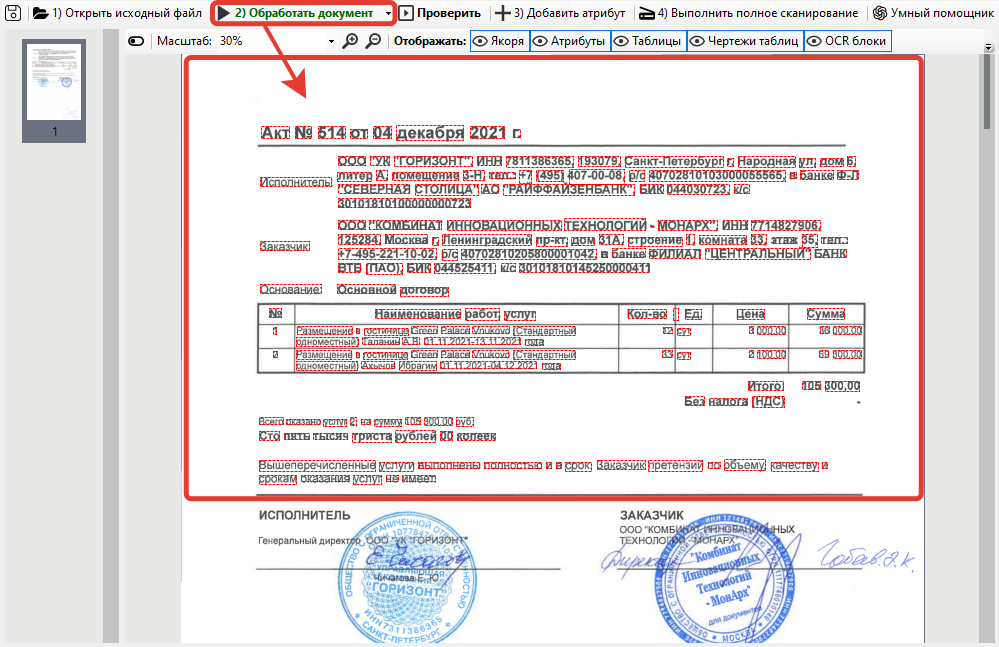 1) Открыть исходный файл 2) Обработать документ Проверить 3) Добавить атрибут 4) Выполнить полное сканирование Умный помощник
Масштаб: 30% Отображать: Якоря Атрибуты Таблицы Чертежи таблиц OCR блоки
1
Акт № 514 от 04 декабря 2021 г.
Исполнитель
ООО "УК "ГОРИЗОНТ", ИНН 7811386365, 193079, Санкт-Петербург г, Народная ул, дом 6,
литер А, помещение 3-Н, тел.: +7 (495) 407-00-08, р/с 40702810103000055565, в банке Ф-Л
"СЕВЕРНАЯ СТОЛИЦА" АО "РАЙФФАЙЗЕНБАНК", БИК 044030723, к/с
30101810100000000723
Заказчик
ООО "КОМБИНАТ ИННОВАЦИОННЫХ ТЕХНОЛОГИЙ - МОНАРХ", ИНН 7714827906,
125284, Москва г, Ленинградский пр-кт, дом 31А, строение 1, комната 33, этаж 35, тел.:
+7-495-221-10-02, р/с 40702810205800001042, в банке ФИЛИАЛ "ЦЕНТРАЛЬНЫЙ" БАНК
ВТБ (ПАО), БИК 044525411, к/с 30101810145250000411
Основание: Основной договор
№ Наименование работ, услуг Кол-во Ед. Цена Сумма
1 Размещение в гостинице Green Palace Vnukovo (Стандартный одноместный) Таланин А.В. 01.11.2021-13.11.2021 года 12 сут 3 000,00 36 000,00
2 Размещение в гостинице Green Palace Vnukovo (Стандартный одноместный) Ахычов Ибрагим 01.11.2021-04.12.2021 года 33 сут 2 100,00 69 300,00
Итого: 105 300,00
Без налога (НДС) -
Всего оказано услуг 2, на сумму 105 300,00 руб.
Сто пять тысяч триста рублей 00 копеек
Вышеперечисленные услуги выполнены полностью и в срок. Заказчик претензий по объему, качеству и
срокам оказания услуг не имеет.
ИСПОЛНИТЕЛЬ
Генеральный директор, ООО "УК "ГОРИЗОНТ"
Чичагова Е. Ю.
ОБЩЕСТВО С ОГРАНИЧЕННОЙ ОТВЕТСТВЕННОСТЬЮ
УПРАВЛЯЮЩАЯ
КОМПАНИЯ
"ГОРИЗОНТ"
ИНН 7811386365
* САНКТ-ПЕТЕРБУРГ *
ЗАКАЗЧИК
ООО "КОМБИНАТ ИННОВАЦИОННЫХ
ТЕХНОЛОГИЙ - МОНАРХ"
"Комбинат
Инновационных
Технологий
- МонАрх"
для документов
* МОСКВА *